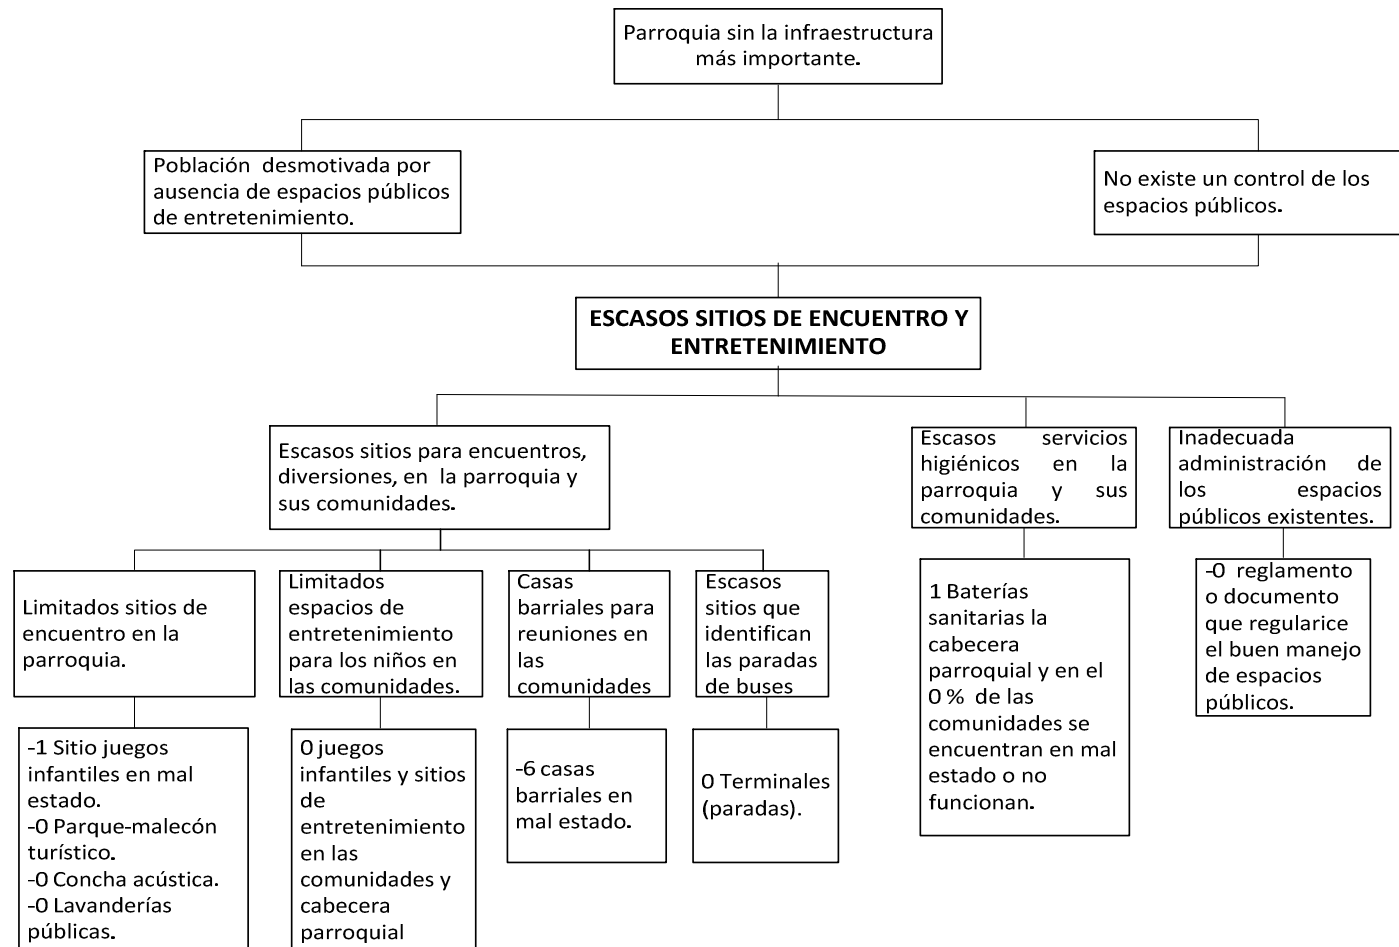 Parroquia sin la infraestructura
más importante.
Población desmotivada por
ausencia de espacios públicos
de entretenimiento.
No existe un control de los
espacios públicos.
ESCASOS SITIOS DE ENCUENTRO Y
ENTRETENIMIENTO
Escasos sitios para encuentros,
diversiones, en la parroquia y
sus comunidades.
Escasos servicios
higiénicos en la
parroquia y sus
comunidades.
Inadecuada
administración de
los espacios
públicos existentes.
Limitados sitios de
encuentro en la
parroquia.
Limitados
espacios de
entretenimiento
para los niños en
las comunidades.
Casas
barriales para
reuniones en
las
comunidades
Escasos
sitios que
identifican
las paradas
de buses
1 Baterías
sanitarias la
cabecera
parroquial y en el
0 % de las
comunidades se
encuentran en mal
estado o no
funcionan.
-0 reglamento
o documento
que regularice
el buen manejo
de espacios
públicos.
-1 Sitio juegos
infantiles en mal
estado.
-0 Parque-malecón
turístico.
-0 Concha acústica.
-0 Lavanderías
públicas.
0 juegos
infantiles y sitios
de
entretenimiento
en las
comunidades y
cabecera
parroquial
-6 casas
barriales en
mal estado.
0 Terminales
(paradas).